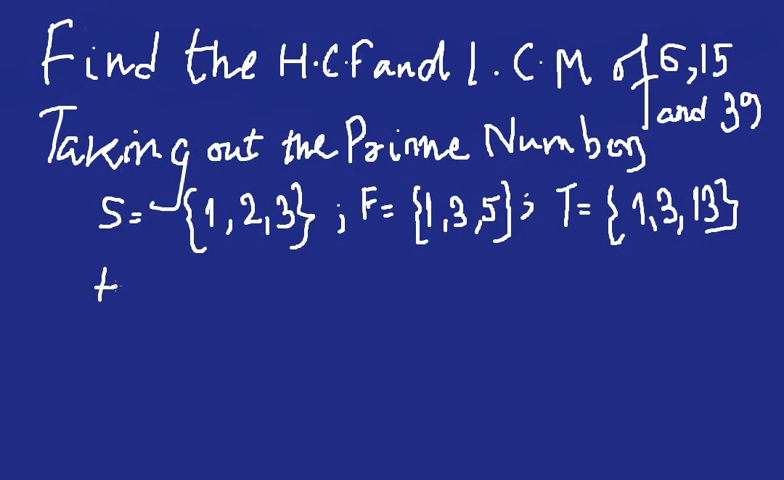 Find the H.C.F and L.C.M of 6,15
and 39
Taking out the Prime Numbers
S= {1,2,3} ; F= {1,3,5}; T= {1,3,13}